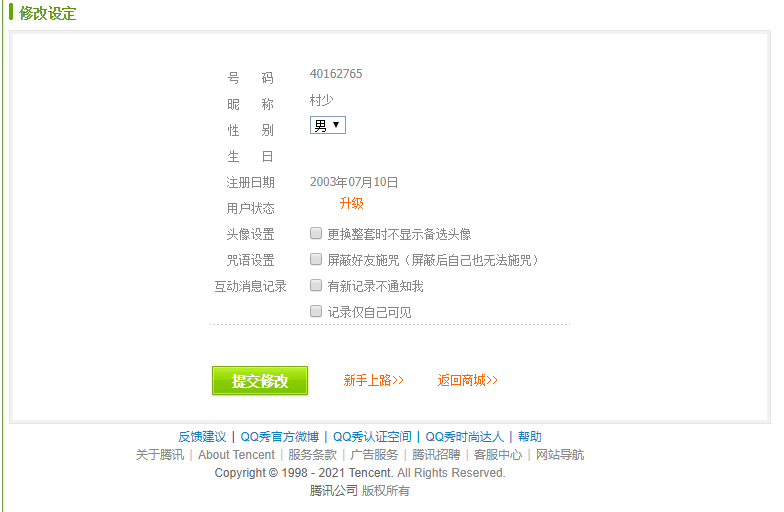 修改设定
号 码 40162765
昵 称 村少
性 别 男
生 日
注册日期 2003年07月10日
用户状态 升级
头像设置 更换整套时不显示备选头像
咒语设置 屏蔽好友施咒（屏蔽后自己也无法施咒）
互动消息记录 有新记录不通知我
记录仅自己可见
提交修改 新手上路>> 返回商城>>
反馈建议 | QQ秀官方微博 | QQ秀认证空间 | QQ秀时尚达人 | 帮助
关于腾讯 | About Tencent | 服务条款 | 广告服务 | 腾讯招聘 | 客服中心 | 网站导航
Copyright © 1998 - 2021 Tencent. All Rights Reserved.
腾讯公司 版权所有